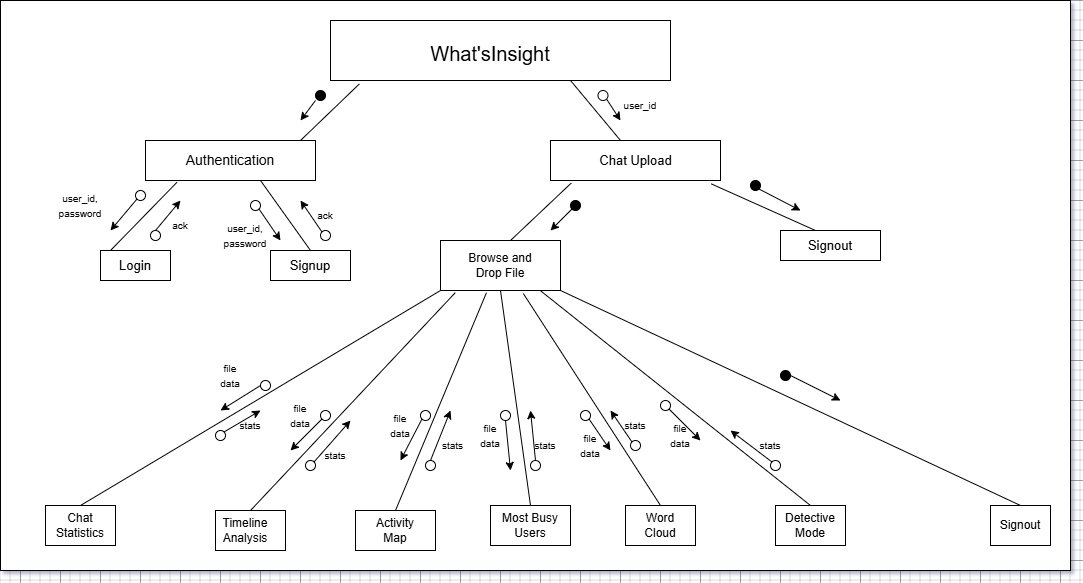 What'sInsight
user_id
Authentication
Chat Upload
user_id,
password
ack
user_id,
password
ack
Login
Signup
Browse and
Drop File
Signout
file
data
stats
file
data
stats
file
data
stats
file
data
stats
file
data
stats
file
data
stats
Chat
Statistics
Timeline
Analysis
Activity
Map
Most Busy
Users
Word
Cloud
Detective
Mode
Signout